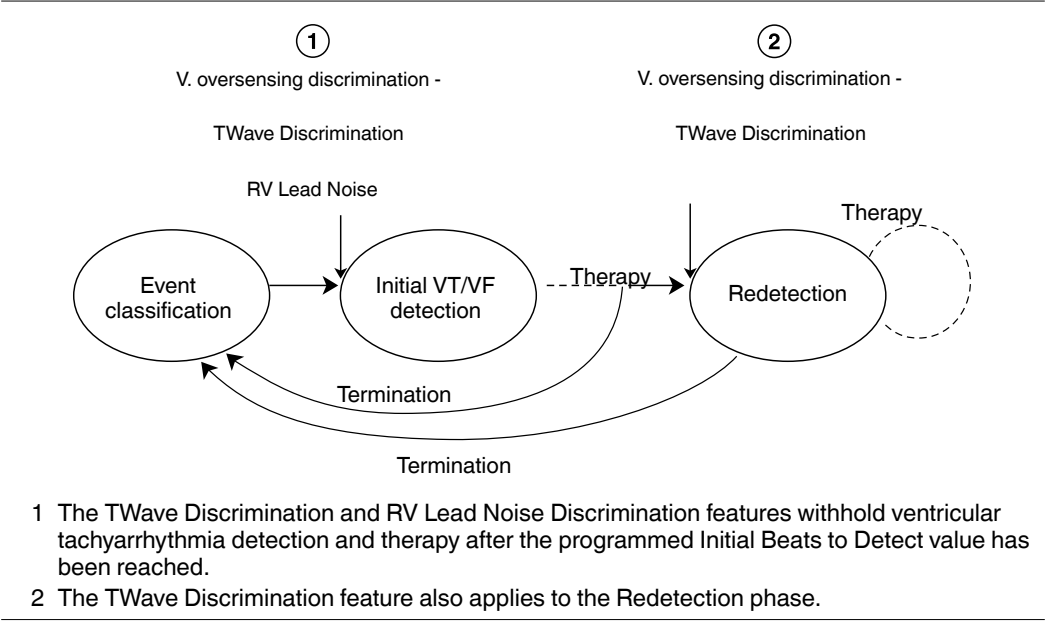 1
2
V. oversensing discrimination -
V. oversensing discrimination -
TWave Discrimination
TWave Discrimination
RV Lead Noise
Therapy
Event
classification
Initial VT/VF
detection
Therapy
Redetection
Termination
Termination
1 The TWave Discrimination and RV Lead Noise Discrimination features withhold ventricular
tachyarrhythmia detection and therapy after the programmed Initial Beats to Detect value has
been reached.
2 The TWave Discrimination feature also applies to the Redetection phase.